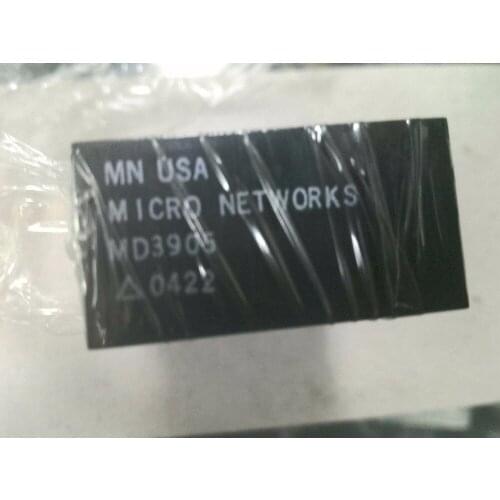 MN USA
MICRO NETWORKS
MD3905
△ 0422